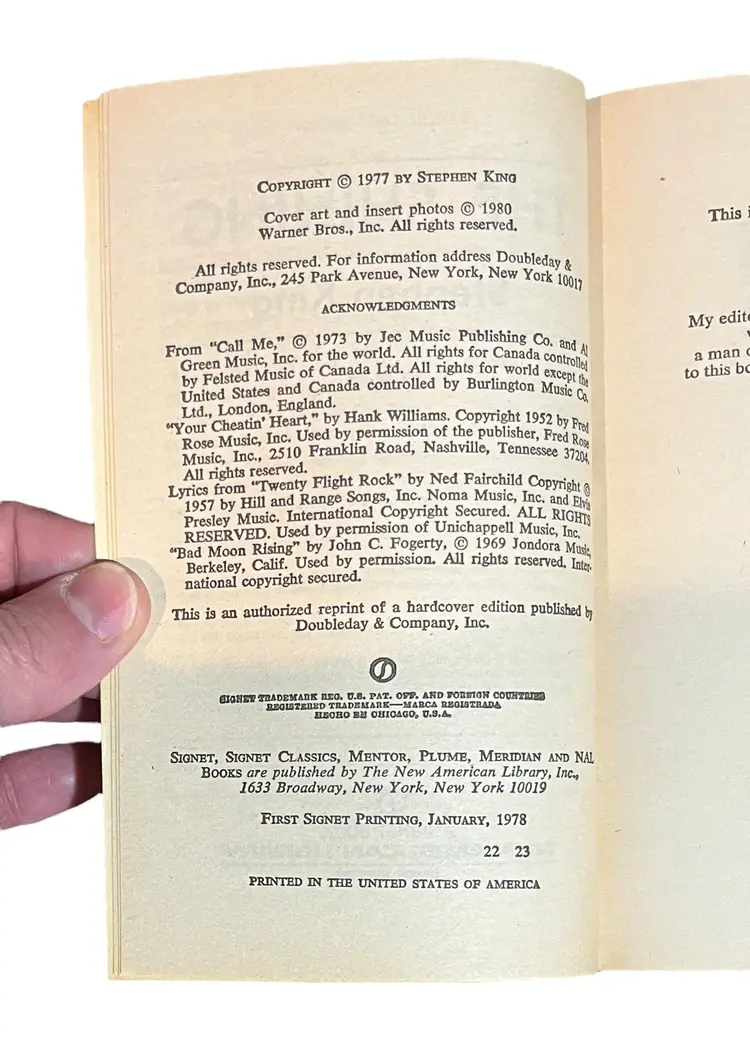 COPYRIGHT © 1977 BY STEPHEN KING
Cover art and insert photos © 1980
Warner Bros., Inc. All rights reserved.
All rights reserved. For information address Doubleday &
Company, Inc., 245 Park Avenue, New York, New York 10017
ACKNOWLEDGMENTS
From "Call Me," © 1973 by Jec Music Publishing Co. and Al
Green Music, Inc. for the world. All rights for Canada controlled
by Felsted Music of Canada Ltd. All rights for world except the
United States and Canada controlled by Burlington Music Co.
Ltd., London, England.
"Your Cheatin' Heart," by Hank Williams. Copyright 1952 by Fred
Rose Music, Inc. Used by permission of the publisher, Fred Rose
Music, Inc., 2510 Franklin Road, Nashville, Tennessee 37204.
All rights reserved.
Lyrics from "Twenty Flight Rock" by Ned Fairchild Copyright ©
1957 by Hill and Range Songs, Inc. Noma Music, Inc. and Elvis
Presley Music. International Copyright Secured. ALL RIGHTS
RESERVED. Used by permission of Unichappell Music, Inc.
"Bad Moon Rising" by John C. Fogerty, © 1969 Jondora Music,
Berkeley, Calif. Used by permission. All rights reserved. Inter-
national copyright secured.
This is an authorized reprint of a hardcover edition published by
Doubleday & Company, Inc.
SIGNET TRADEMARK REG. U.S. PAT. OFF. AND FOREIGN COUNTRIES
REGISTERED TRADEMARK—MARCA REGISTRADA
HECHO EN CHICAGO, U.S.A.
SIGNET, SIGNET CLASSICS, MENTOR, PLUME, MERIDIAN AND NAL
BOOKS are published by The New American Library, Inc.,
1633 Broadway, New York, New York 10019
FIRST SIGNET PRINTING, JANUARY, 1978
22 23
PRINTED IN THE UNITED STATES OF AMERICA
This
My
a man
to this